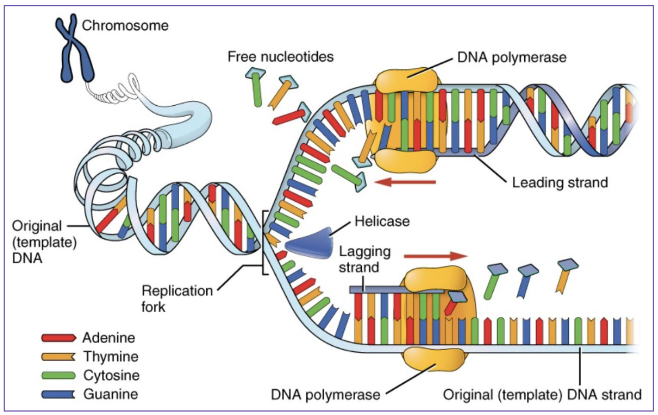 Chromosome
Free nucleotides
DNA polymerase
Leading strand
Helicase
Original
(template)
DNA
Lagging
strand
Replication
fork
Adenine
Thymine
Cytosine
Guanine
DNA polymerase
Original (template) DNA strand